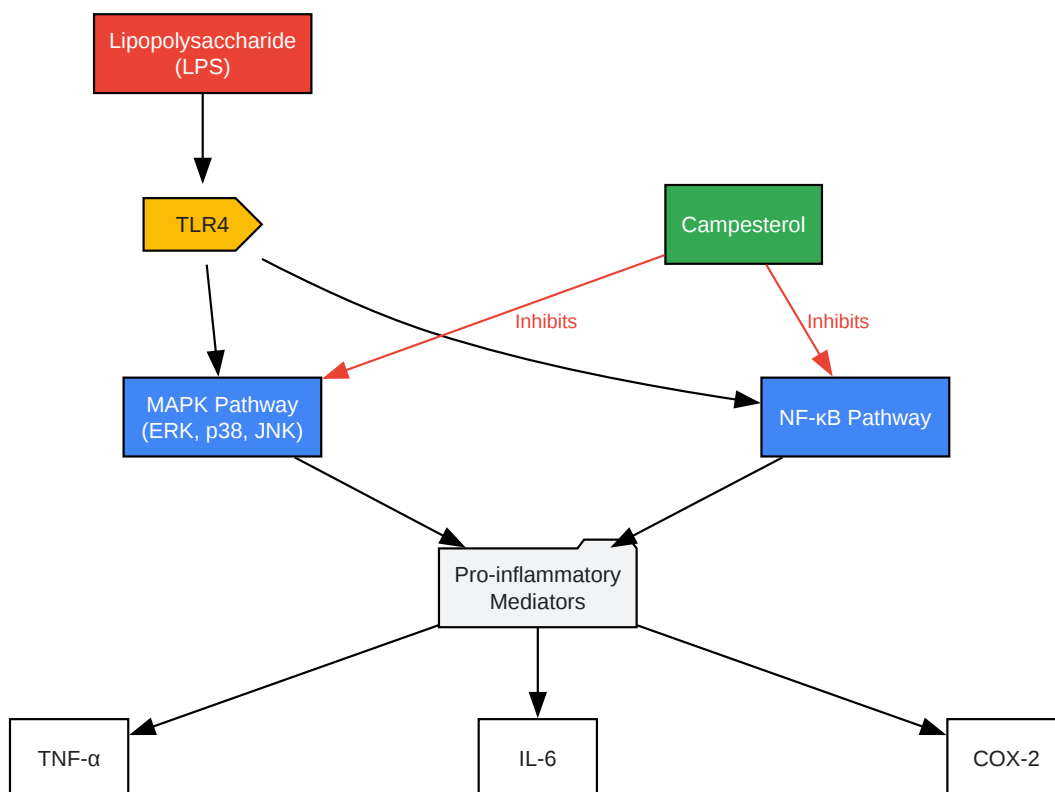 Lipopolysaccharide
(LPS)
TLR4
Campesterol
Inhibits
Inhibits
MAPK Pathway
(ERK, p38, JNK)
NF-κB Pathway
Pro-inflammatory
Mediators
TNF-α
IL-6
COX-2